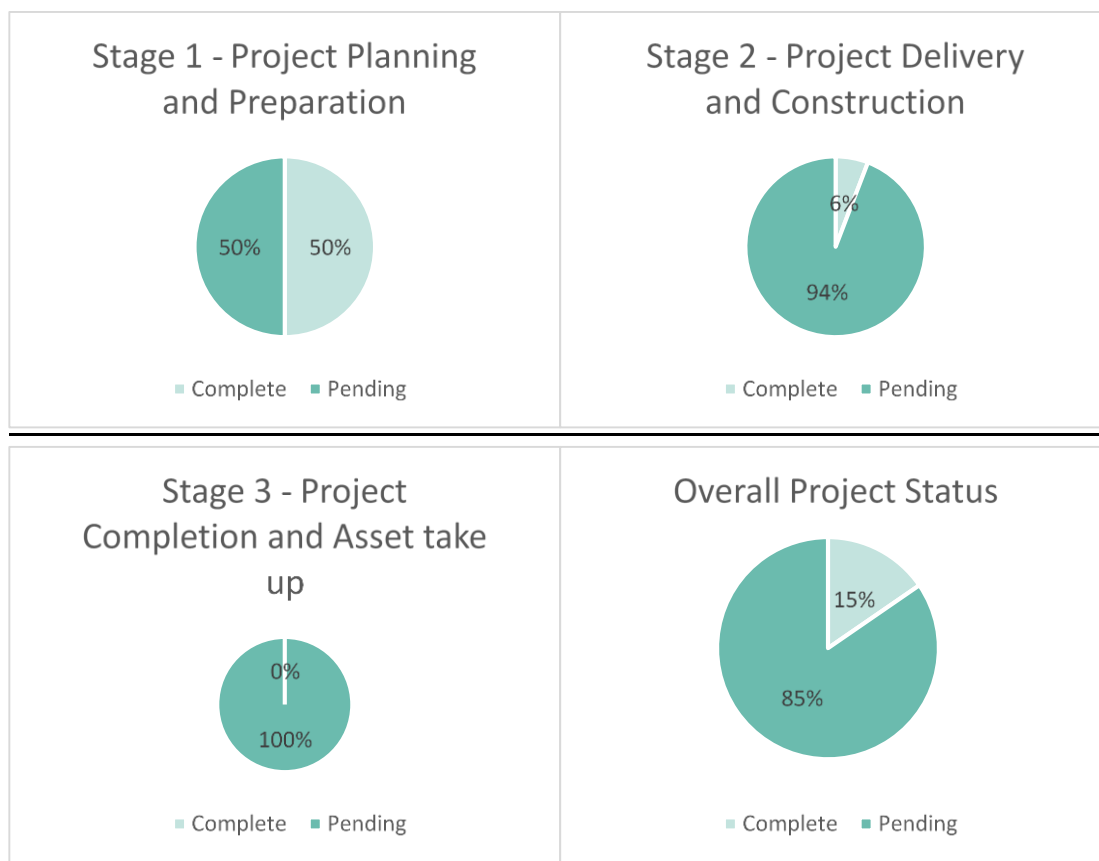 Stage 1 - Project Planning
and Preparation
50%
50%
Complete
Pending
Stage 2 - Project Delivery
and Construction
6%
94%
Complete
Pending
Stage 3 - Project
Completion and Asset take
up
0%
100%
Complete
Pending
Overall Project Status
15%
85%
Complete
Pending